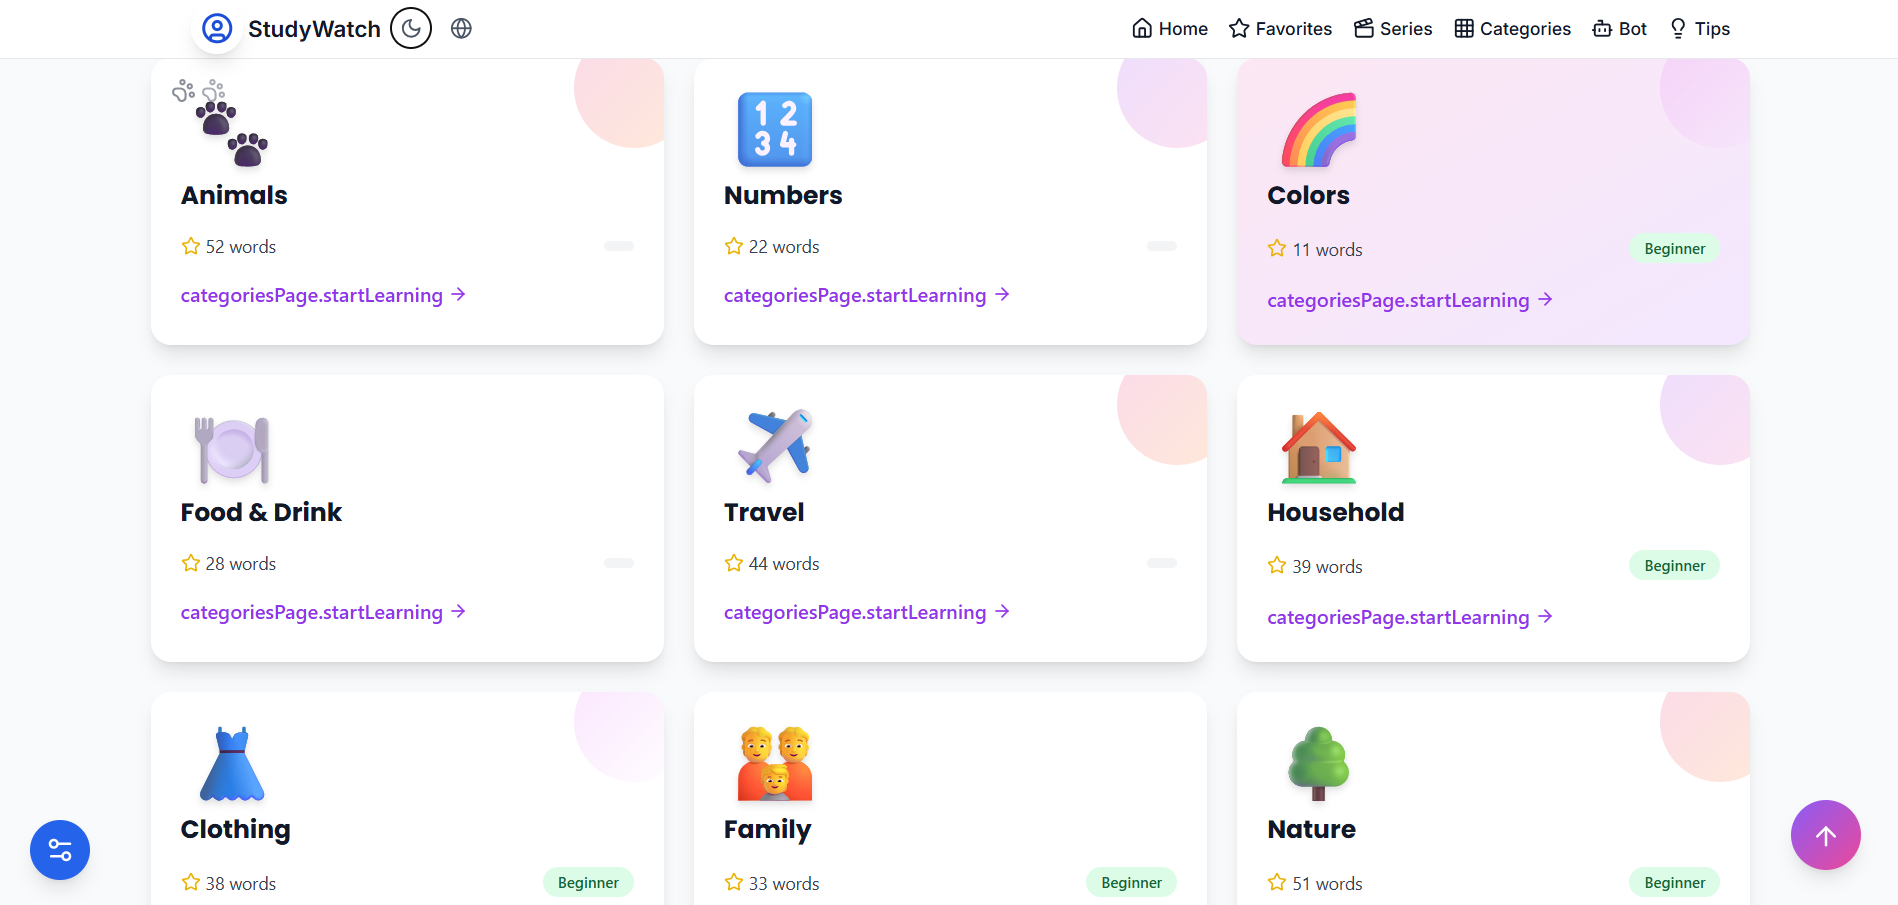 StudyWatch
Home
Favorites
Series
Categories
Bot
Tips
Animals
52 words
categoriesPage.startLearning
1 2
3 4
Numbers
22 words
categoriesPage.startLearning
Colors
11 words
Beginner
categoriesPage.startLearning
Food & Drink
28 words
categoriesPage.startLearning
Travel
44 words
categoriesPage.startLearning
Household
39 words
Beginner
categoriesPage.startLearning
Clothing
38 words
Beginner
Family
33 words
Beginner
Nature
51 words
Beginner